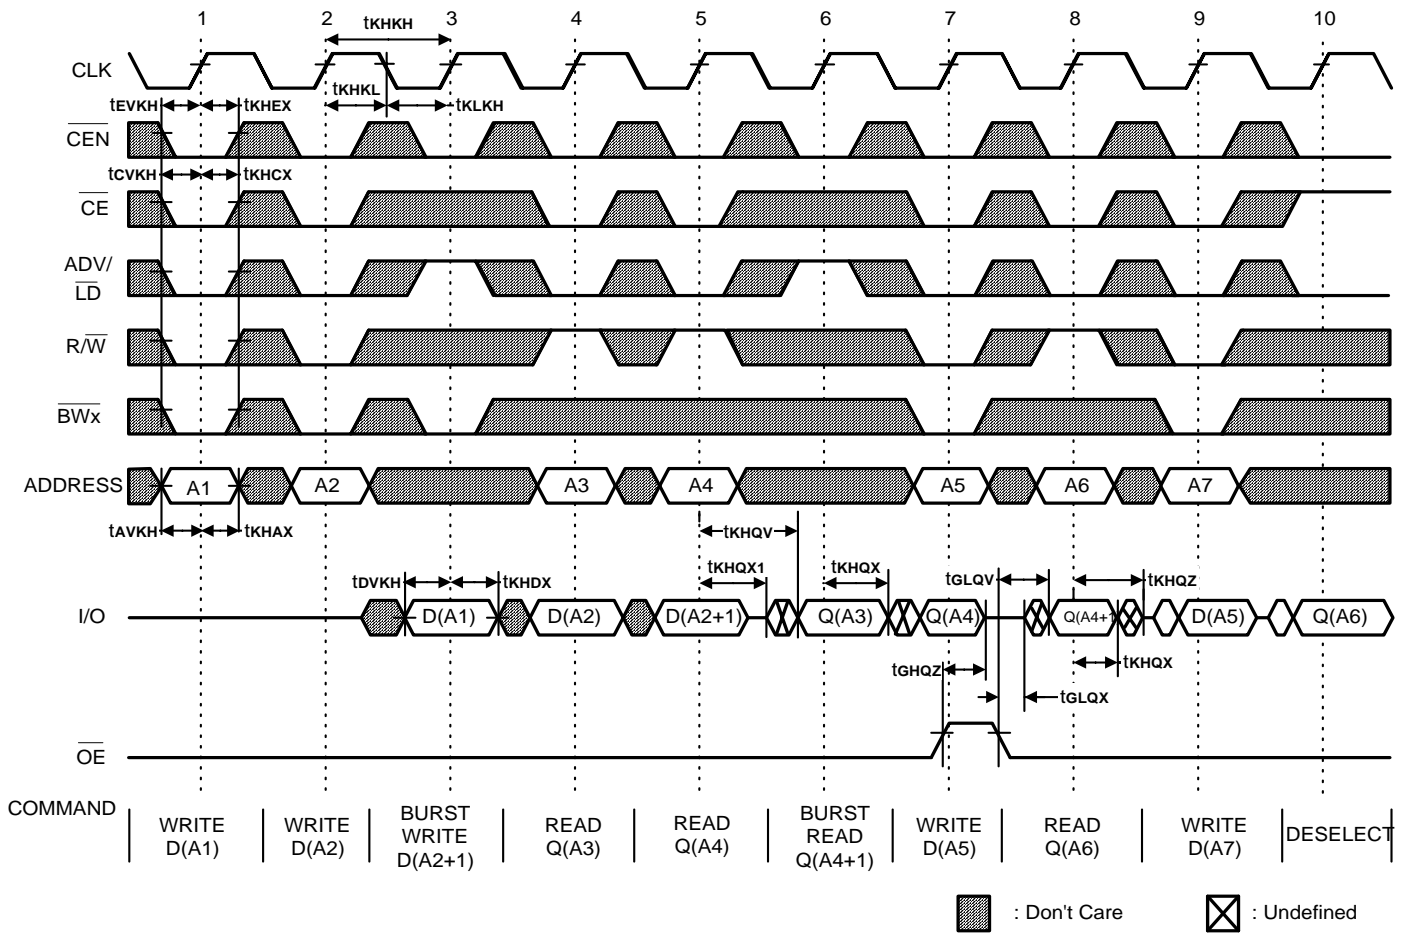 1 2 3 4 5 6 7 8 9 10
tKHKH
CLK
tKHKL tKLKH
tEVKH tKHEX
CEN
tCVKH tKHCX
CE
ADV/
LD
R/W
BWx
ADDRESS A1 A2 A3 A4 A5 A6 A7
tAVKH tKHAX tKHQV
tDVKH tKHDX tKHQX1 tKHQX tGLQV tKHQZ
I/O D(A1) D(A2) D(A2+1) Q(A3) Q(A4) Q(A4+1 D(A5) Q(A6)
tGHQZ tKHQX
tGLQX
OE
COMMAND
WRITE
D(A1)
WRITE
D(A2)
BURST
WRITE
D(A2+1)
READ
Q(A3)
READ
Q(A4)
BURST
READ
Q(A4+1)
WRITE
D(A5)
READ
Q(A6)
WRITE
D(A7)
DESELECT
: Don't Care : Undefined